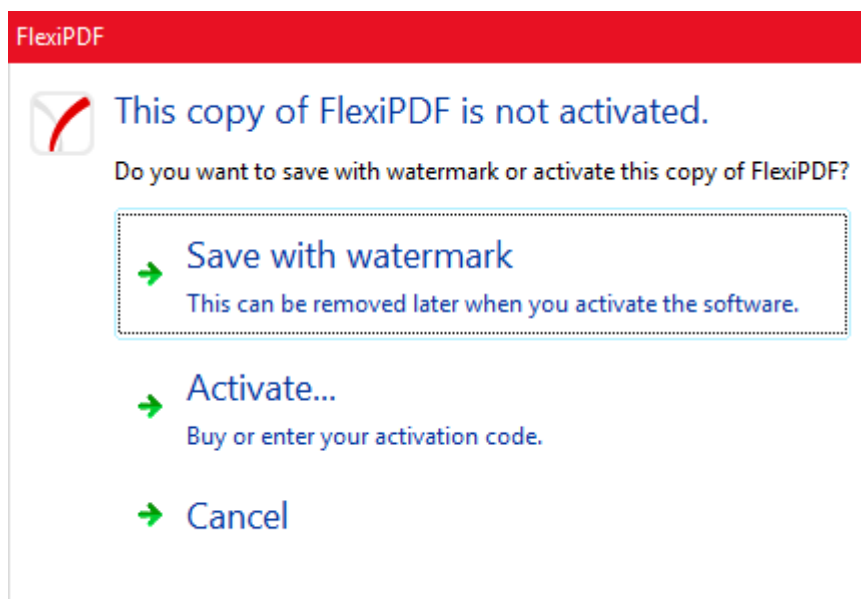 FlexiPDF
This copy of FlexiPDF is not activated.
Do you want to save with watermark or activate this copy of FlexiPDF?
Save with watermark
This can be removed later when you activate the software.
Activate...
Buy or enter your activation code.
Cancel